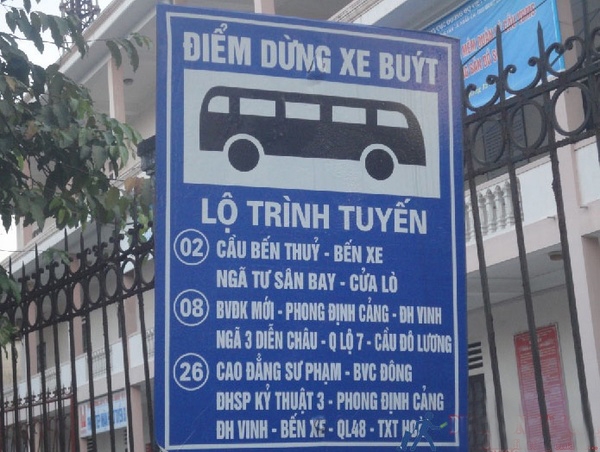 ĐIỂM DỪNG XE BUÝT
LỘ TRÌNH TUYẾN
02 CẦU BẾN THUỶ - BẾN XE
NGÃ TƯ SÂN BAY - CỬA LÒ
08 BVĐK MỚI - PHONG ĐỊNH CẢNG - ĐH VINH
NGÃ 3 DIỄN CHÂU - Q LỘ 7 - CẦU ĐÔ LƯƠNG
26 CAO ĐẲNG SƯ PHẠM - BVC ĐÔNG
ĐHSP KỶ THUẬT 3 - PHONG ĐỊNH CẢNG
ĐH VINH - BẾN XE - QL48 - TXT